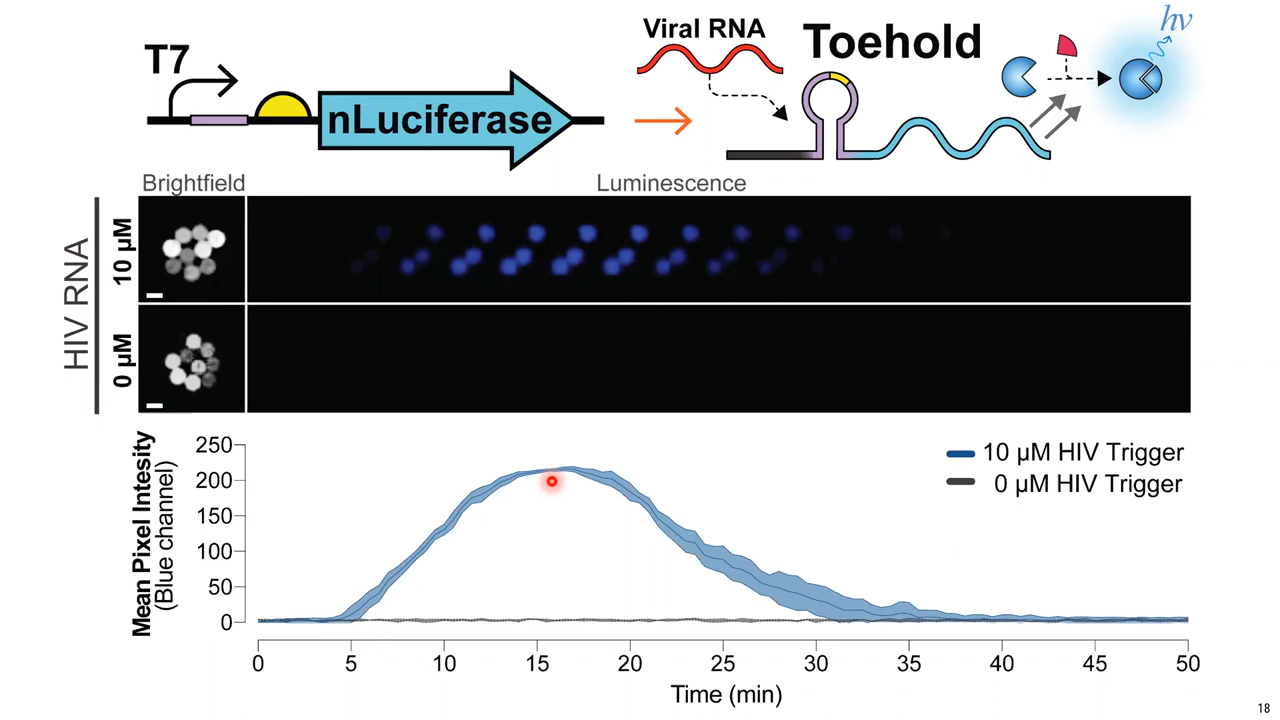 T7
nLuciferase
Viral RNA
Toehold
hν
Brightfield
Luminescence
HIV RNA
10 µM
0 µM
Mean Pixel Intesity
(Blue channel)
250
200
150
100
50
0
10 µM HIV Trigger
0 µM HIV Trigger
0 5 10 15 20 25 30 35 40 45 50
Time (min)
18